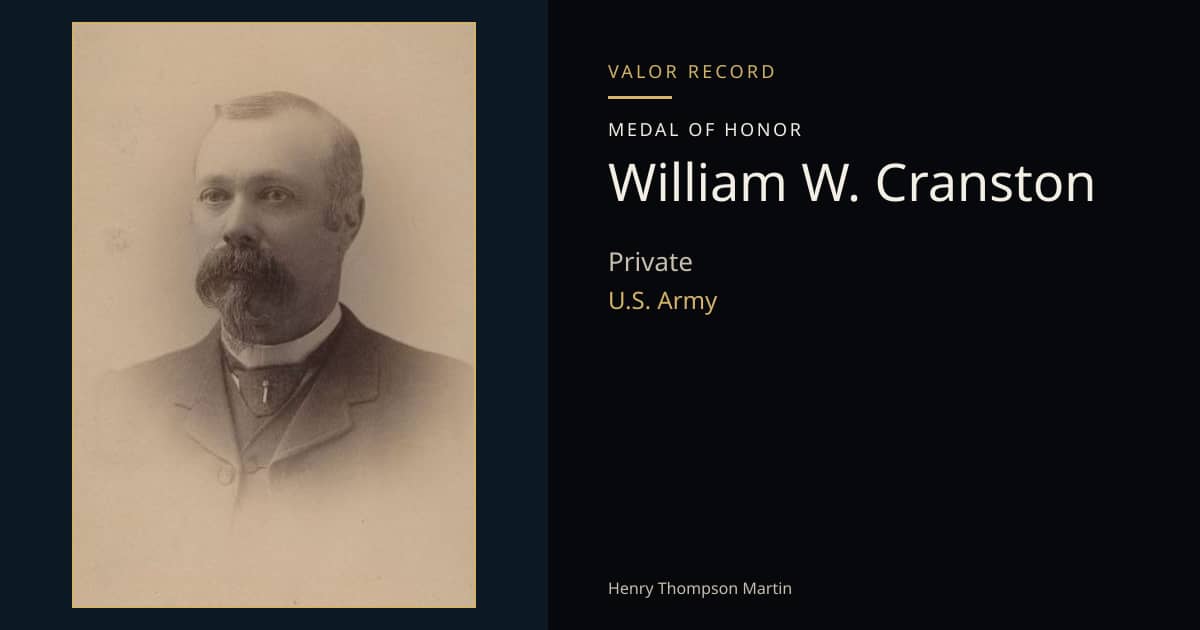 VALOR RECORD
MEDAL OF HONOR
William W. Cranston
Private
U.S. Army
Henry Thompson Martin